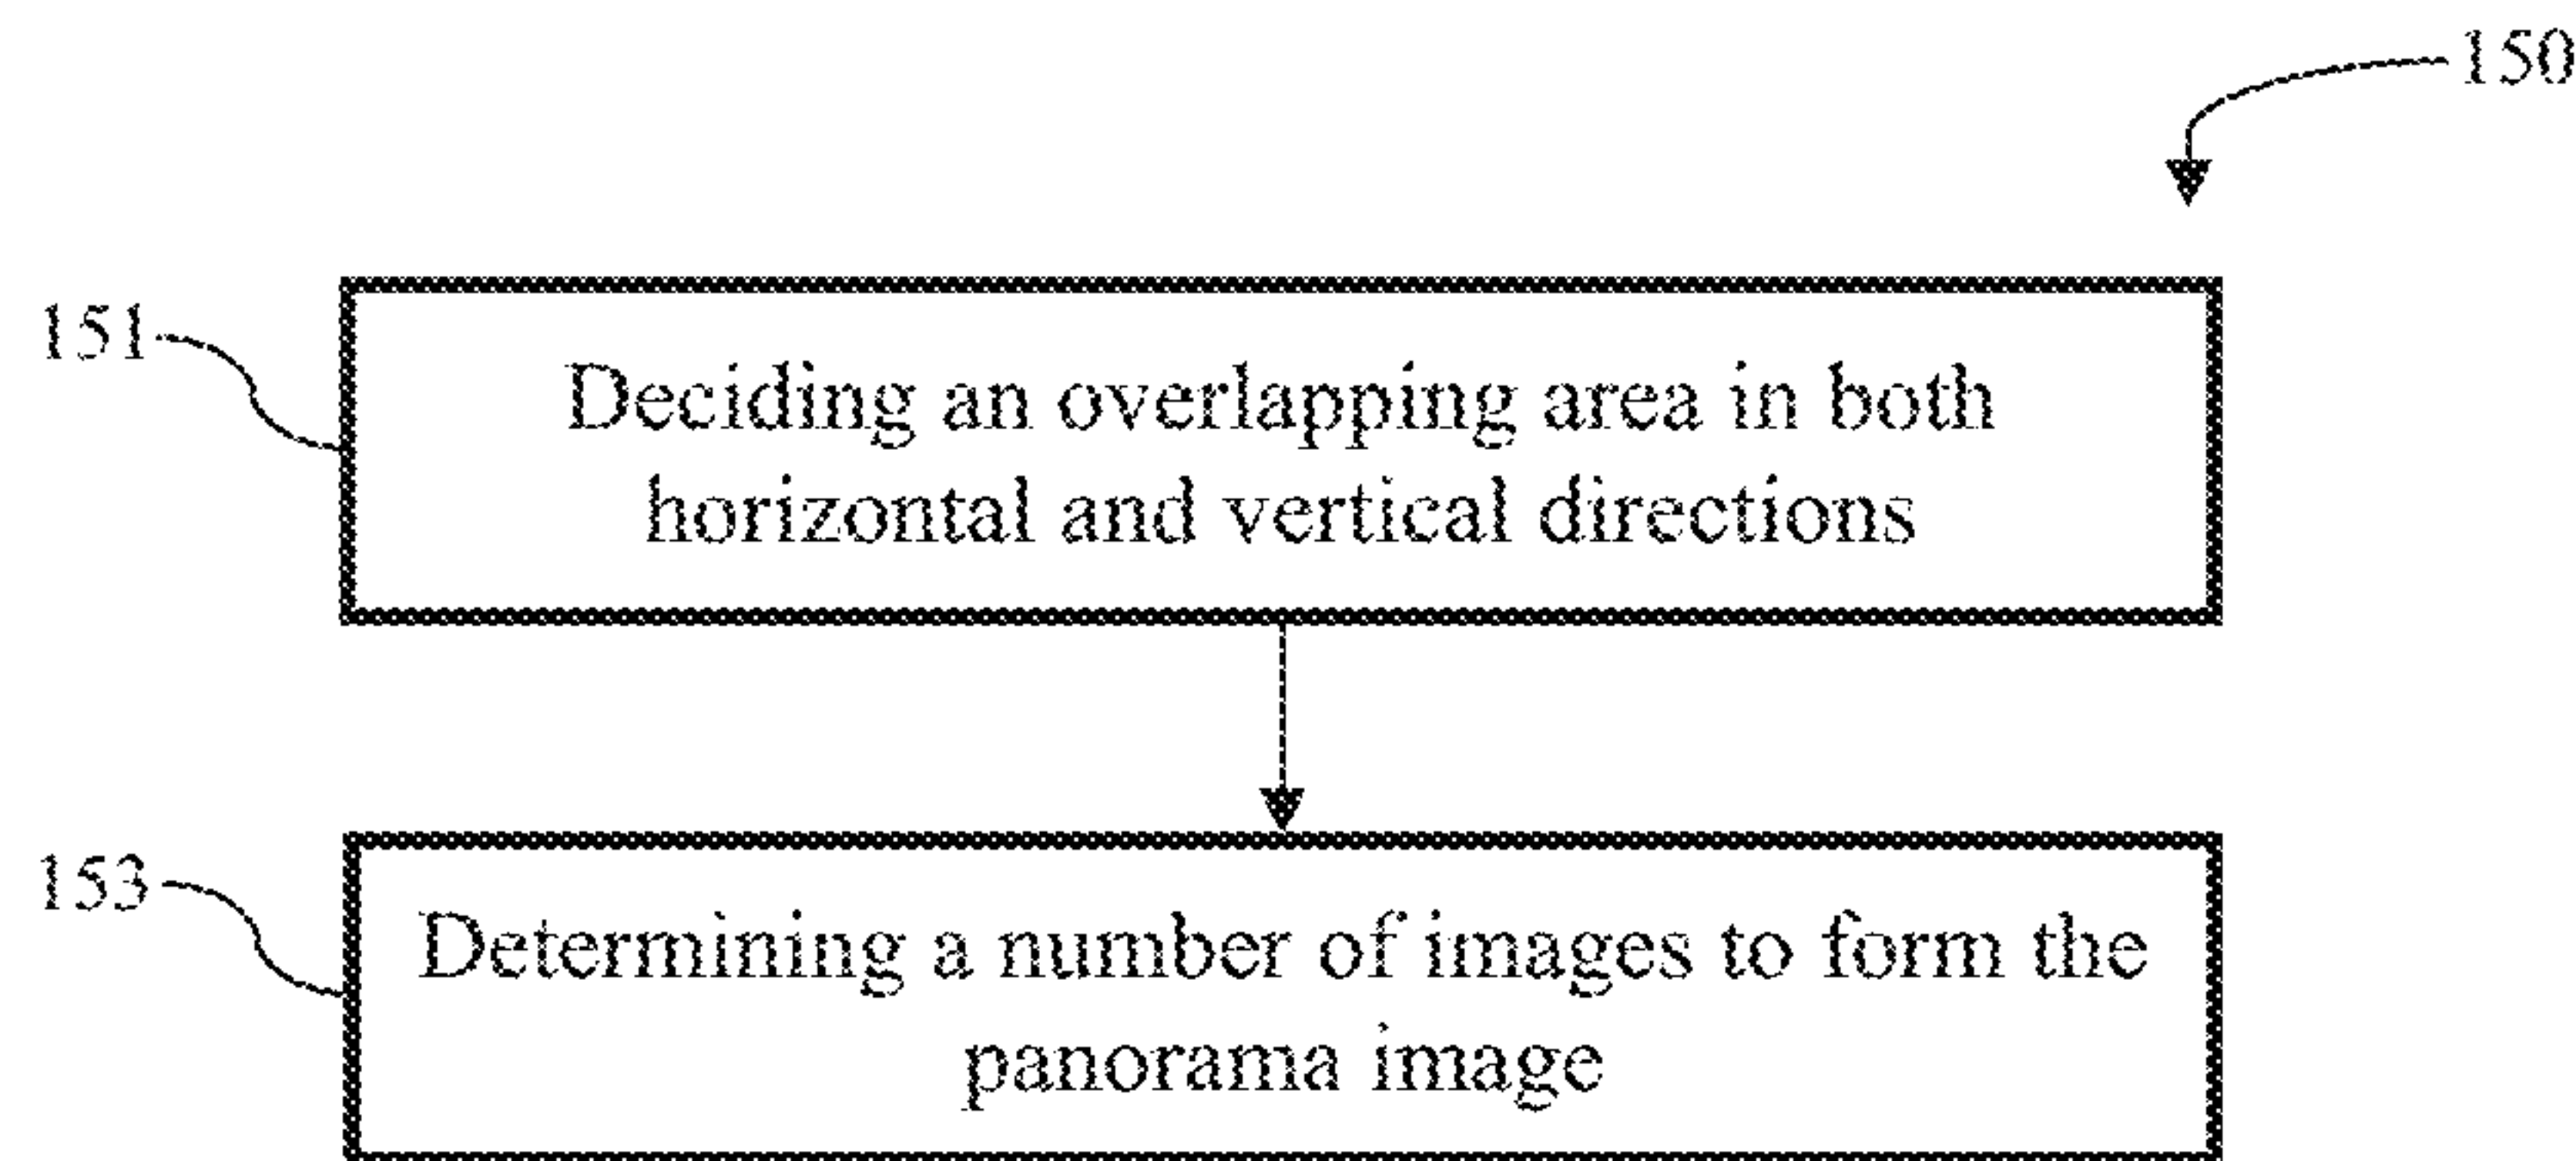 150
151
Deciding an overlapping area in both
horizontal and vertical directions
153
Determining a number of images to form the
panorama image